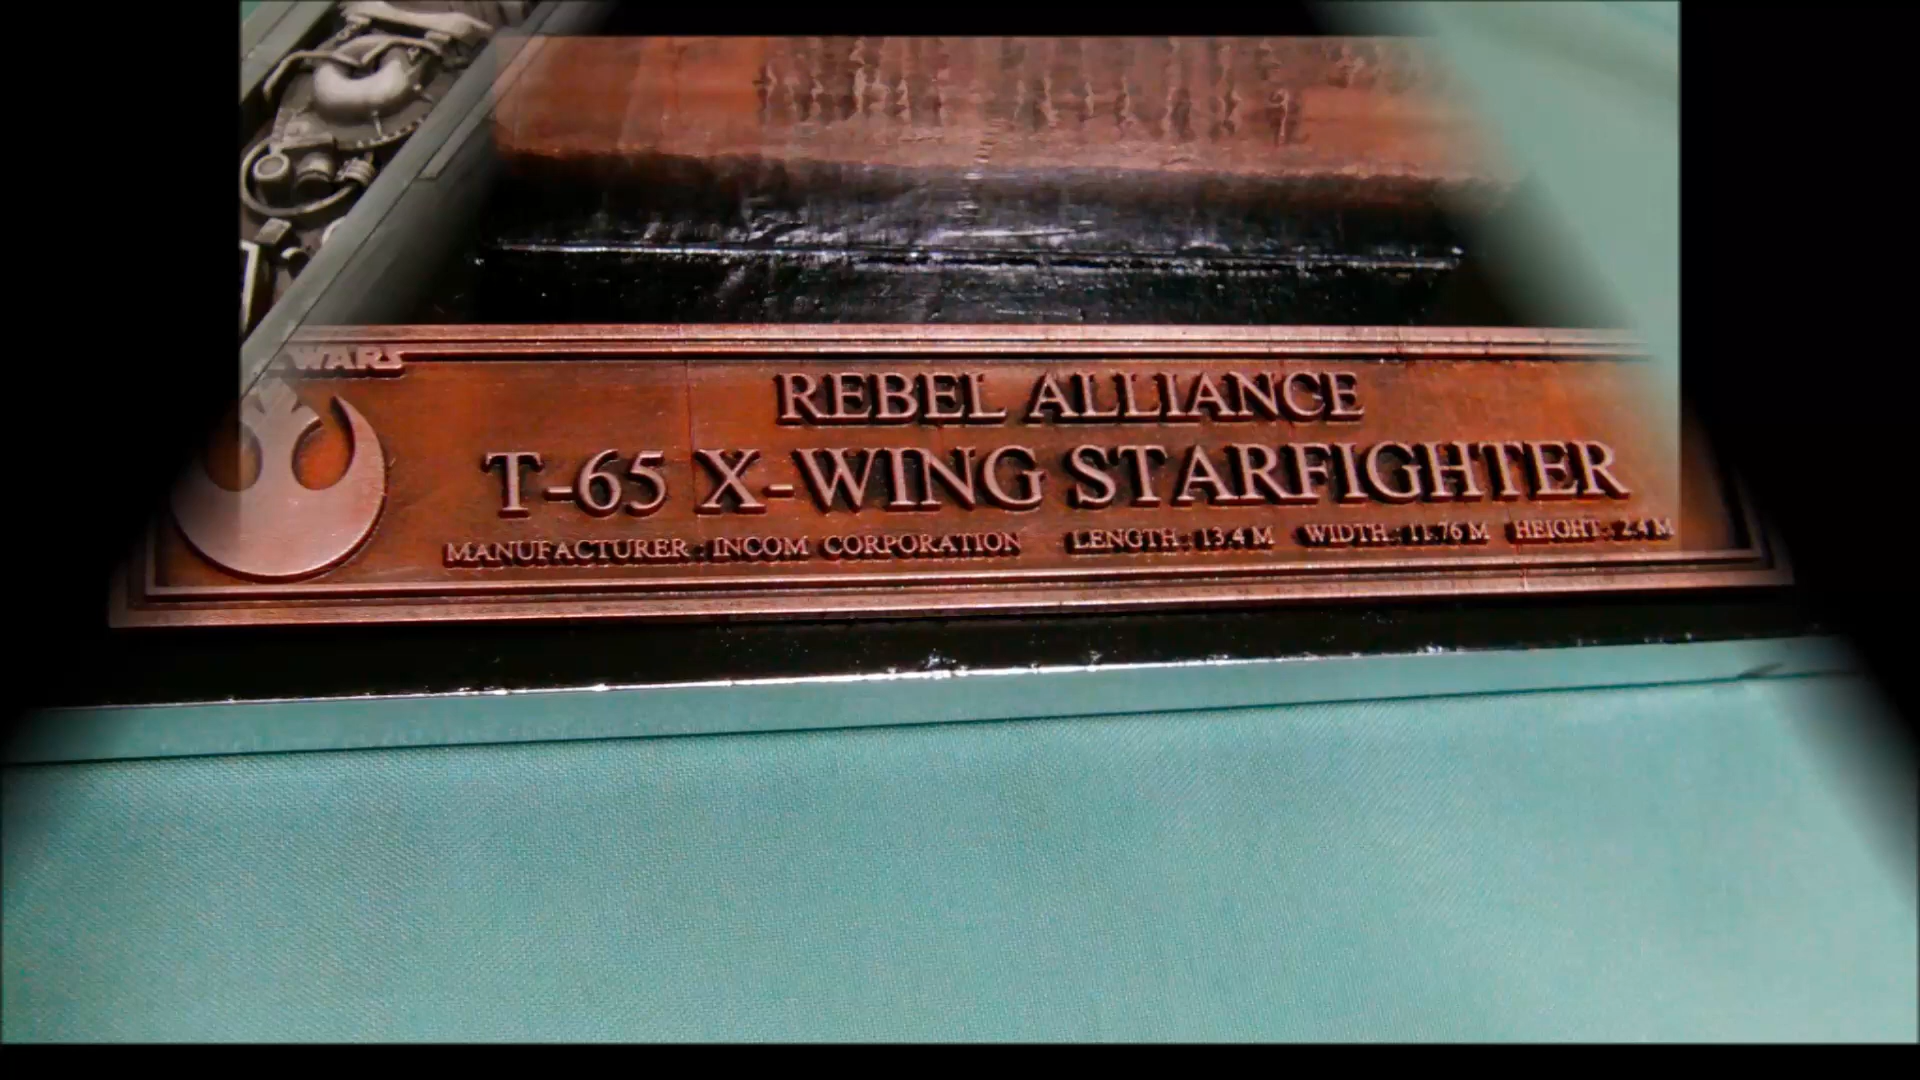 WARS
REBEL ALLIANCE
T-65 X-WING STARFIGHTER
MANUFACTURER : INCOM CORPORATION LENGTH : 13.4 M WIDTH : 11.76 M HEIGHT : 2.4 M